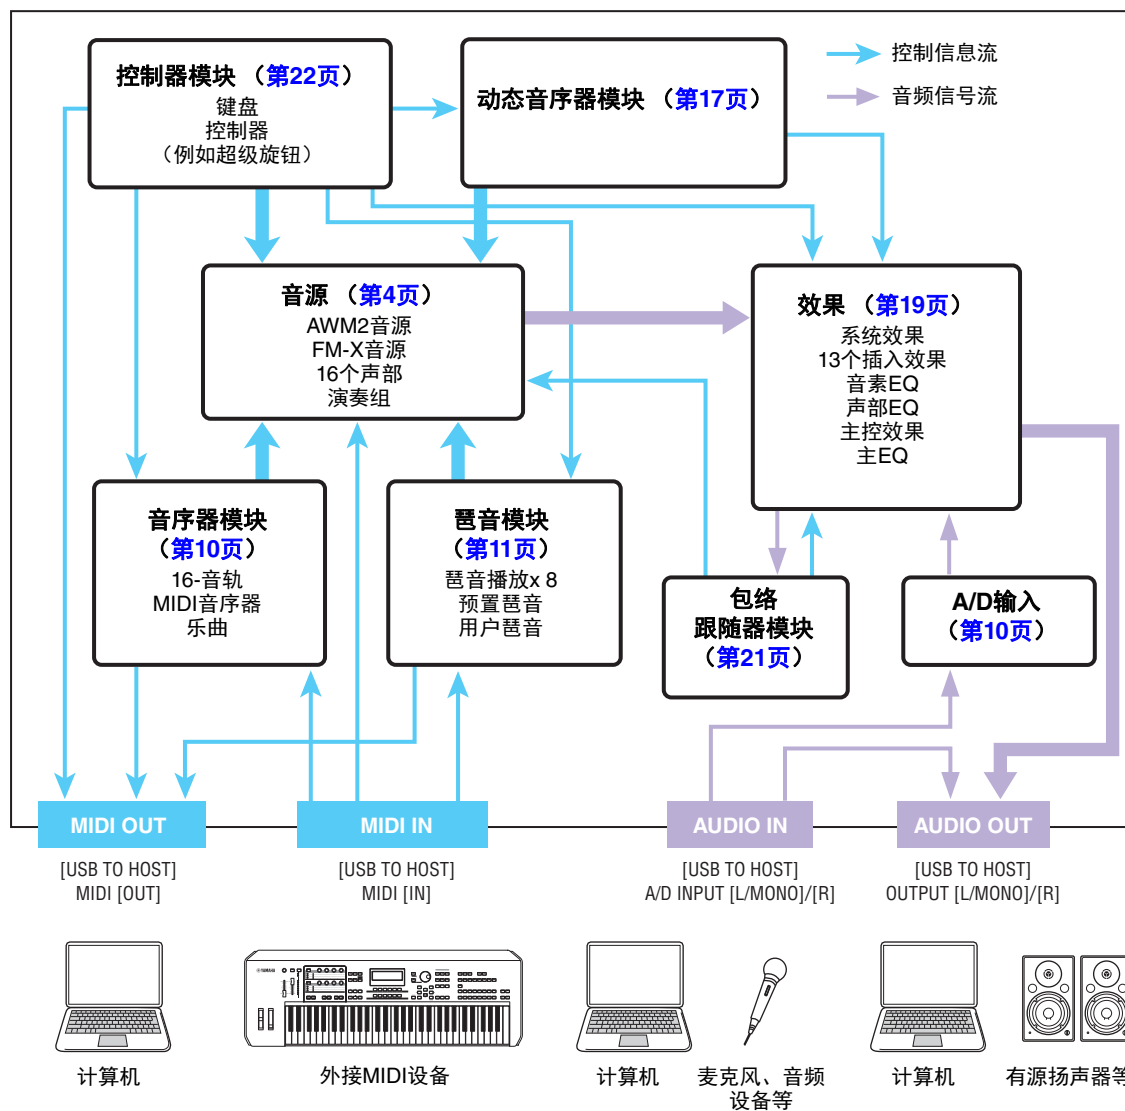 控制器模块 （第22页）
键盘
控制器
（例如超级旋钮）
动态音序器模块 （第17页）
控制信息流
音频信号流
音源 （第4页）
AWM2音源
FM-X音源
16个声部
演奏组
效果 （第19页）
系统效果
13个插入效果
音素EQ
声部EQ
主控效果
主EQ
音序器模块
（第10页）
16-音轨
MIDI音序器
乐曲
琶音模块
（第11页）
琶音播放x 8
预置琶音
用户琶音
包络
跟随器模块
（第21页）
A/D输入
（第10页）
MIDI OUT
MIDI IN
AUDIO IN
AUDIO OUT
[USB TO HOST]
MIDI [OUT]
[USB TO HOST]
MIDI [IN]
[USB TO HOST]
A/D INPUT [L/MONO]/[R]
[USB TO HOST]
OUTPUT [L/MONO]/[R]
YAMAHA
计算机
外接MIDI设备
计算机
麦克风、音频
设备等
计算机
有源扬声器等